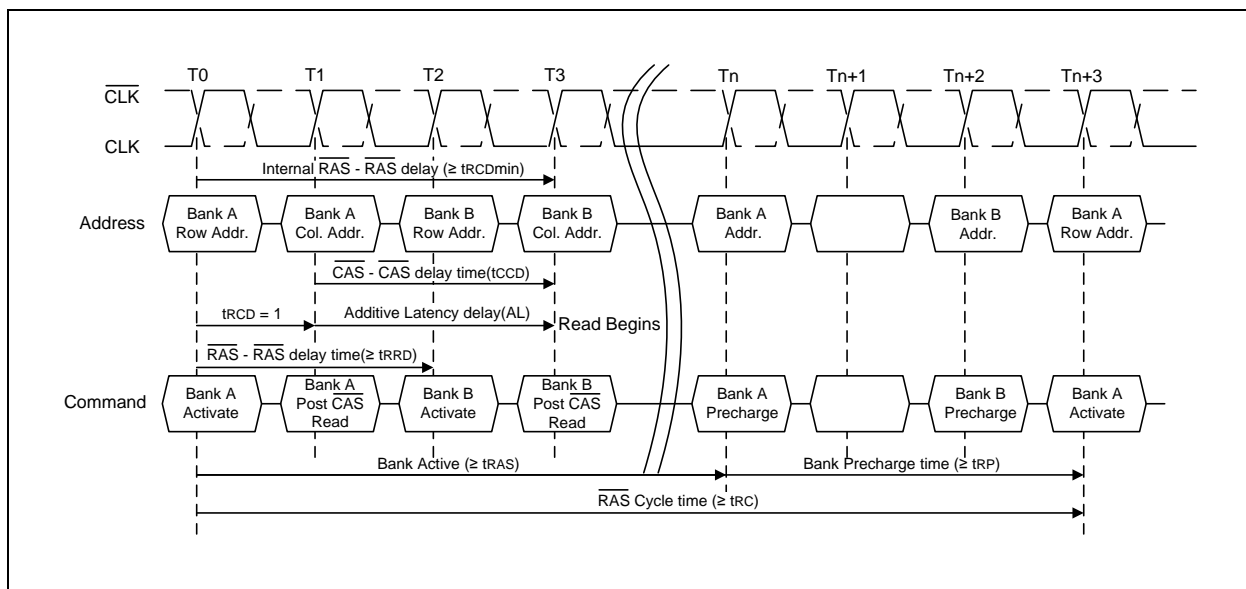 T0 T1 T2 T3 Tn Tn+1 Tn+2 Tn+3
CLK
CLK
Internal RAS - RAS delay (≥ tRCDmin)
Address
Bank A
Row Addr.
Bank A
Col. Addr.
Bank B
Row Addr.
Bank B
Col. Addr.
Bank A
Addr.
Bank B
Addr.
Bank A
Row Addr.
CAS - CAS delay time(tCCD)
tRCD = 1
Additive Latency delay(AL)
Read Begins
RAS - RAS delay time(≥ tRRD)
Command
Bank A
Activate
Bank A
Post CAS
Read
Bank B
Activate
Bank B
Post CAS
Read
Bank A
Precharge
Bank B
Precharge
Bank A
Activate
Bank Active (≥ tRAS)
Bank Precharge time (≥ tRP)
RAS Cycle time (≥ tRC)